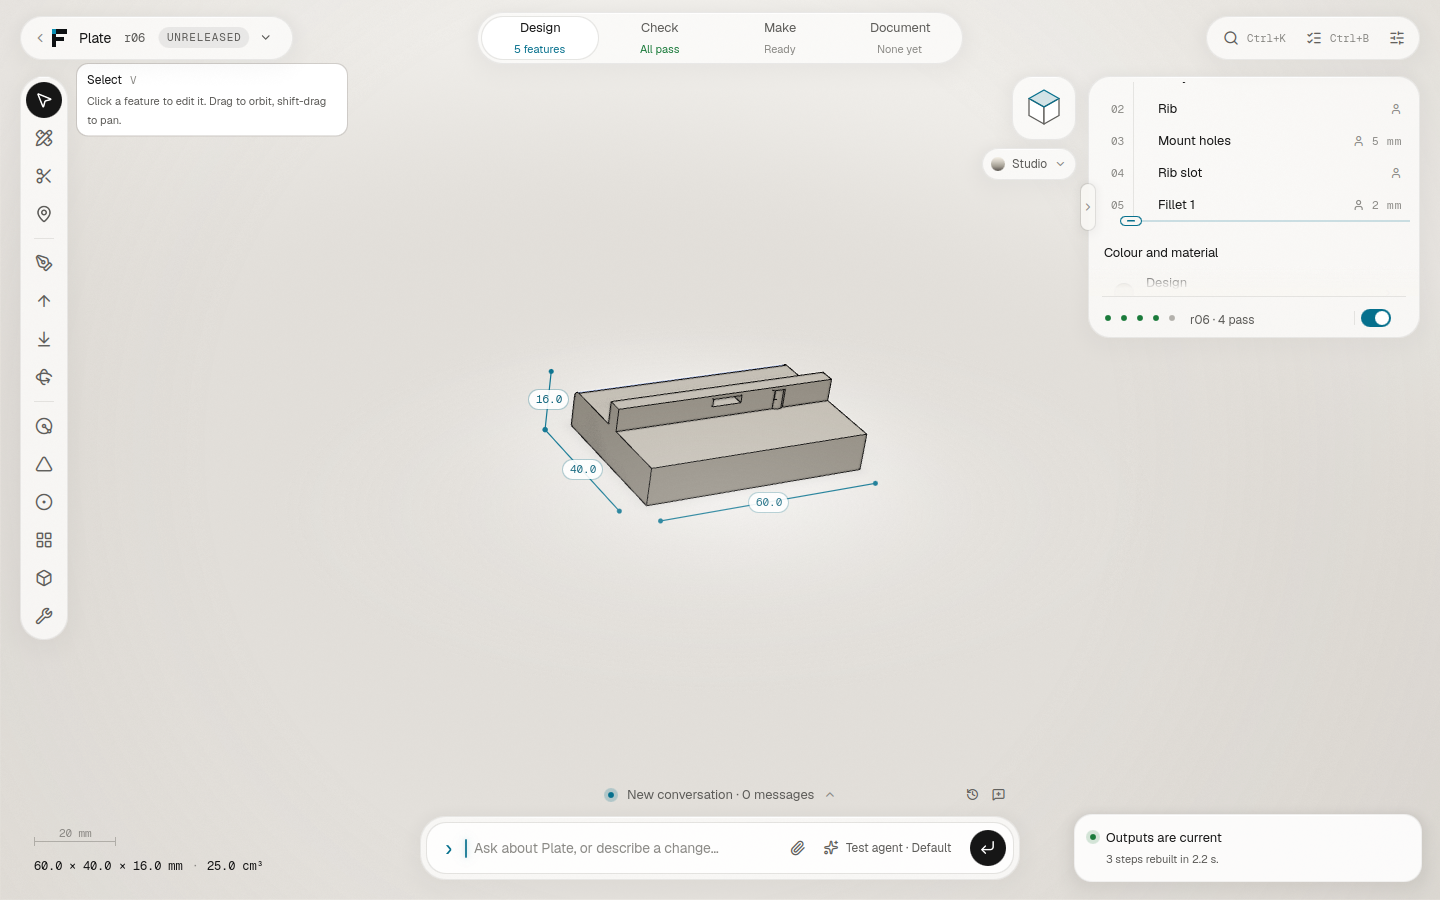 Plate r06 UNRELEASED
Design
5 features
Check
All pass
Make
Ready
Document
None yet
Ctrl+K
Ctrl+B
Select V
Click a feature to edit it. Drag to orbit, shift-drag
to pan.
Studio
02 Rib
03 Mount holes 5 mm
04 Rib slot
05 Fillet 1 2 mm
Colour and material
Design
r06 · 4 pass
16.0
40.0
60.0
New conversation · 0 messages
20 mm
60.0 × 40.0 × 16.0 mm · 25.0 cm³
Ask about Plate, or describe a change…
Test agent · Default
Outputs are current
3 steps rebuilt in 2.2 s.